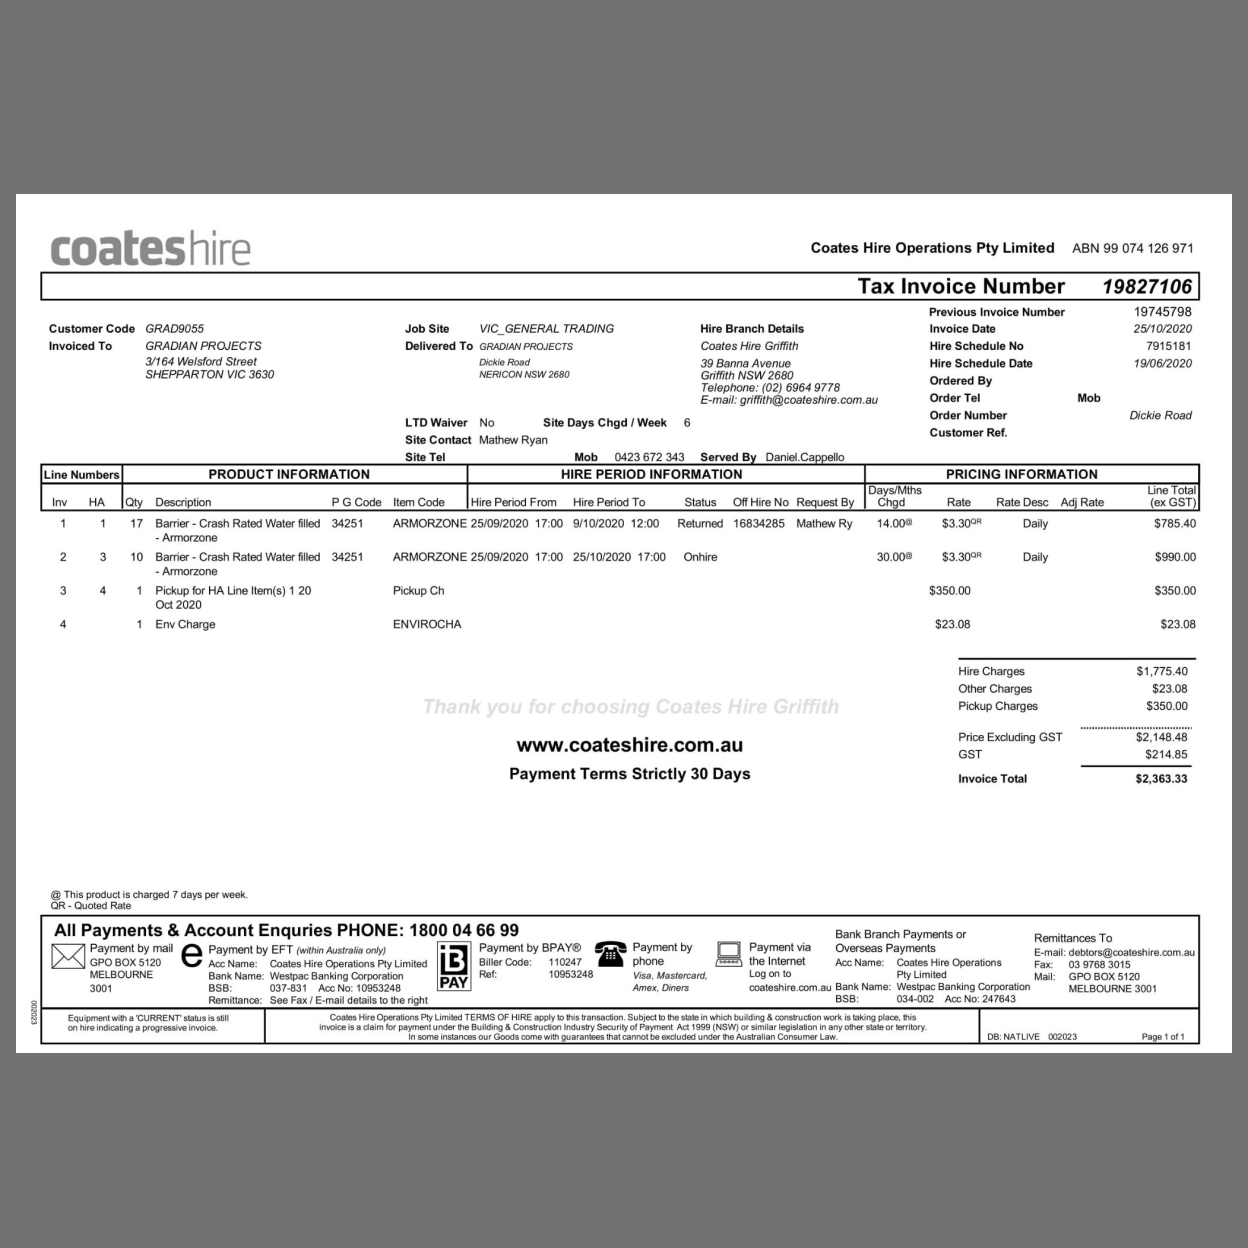 coateshire
Coates Hire Operations Pty Limited ABN 99 074 126 971
Tax Invoice Number 19827106
Previous Invoice Number 19745798
Customer Code GRAD9055 Job Site VIC_GENERAL TRADING Hire Branch Details Invoice Date 25/10/2020
Invoiced To GRADIAN PROJECTS Delivered To GRADIAN PROJECTS Coates Hire Griffith Hire Schedule No 7915181
3/164 Welsford Street Dickie Road 39 Banna Avenue Hire Schedule Date 19/06/2020
SHEPPARTON VIC 3630 NERICON NSW 2680 Griffith NSW 2680 Ordered By
Telephone: (02) 6964 9778
E-mail: griffith@coateshire.com.au Order Tel Mob
Order Number Dickie Road
LTD Waiver No Site Days Chgd / Week 6
Customer Ref.
Site Contact Mathew Ryan
Site Tel Mob 0423 672 343 Served By Daniel.Cappello
Line Numbers PRODUCT INFORMATION HIRE PERIOD INFORMATION PRICING INFORMATION
Inv HA Qty Description P G Code Item Code Hire Period From Hire Period To Status Off Hire No Request By Days/Mths Chgd Rate Rate Desc Adj Rate Line Total (ex GST)
1 1 17 Barrier - Crash Rated Water filled 34251 ARMORZONE 25/09/2020 17:00 9/10/2020 12:00 Returned 16834285 Mathew Ry 14.00@ $3.30QR Daily $785.40
- Armorzone
2 3 10 Barrier - Crash Rated Water filled 34251 ARMORZONE 25/09/2020 17:00 25/10/2020 17:00 Onhire 30.00@ $3.30QR Daily $990.00
- Armorzone
3 4 1 Pickup for HA Line Item(s) 1 20 Pickup Ch $350.00 $350.00
Oct 2020
4 1 Env Charge ENVIROCHA $23.08 $23.08
Hire Charges $1,775.40
Other Charges $23.08
Pickup Charges $350.00
Thank you for choosing Coates Hire Griffith
Price Excluding GST $2,148.48
www.coateshire.com.au
GST $214.85
Payment Terms Strictly 30 Days
Invoice Total $2,363.33
@ This product is charged 7 days per week.
QR - Quoted Rate
All Payments & Account Enquries PHONE: 1800 04 66 99
Payment by mail
GPO BOX 5120
MELBOURNE
3001
e
Payment by EFT (within Australia only)
Acc Name: Coates Hire Operations Pty Limited
Bank Name: Westpac Banking Corporation
BSB: 037-831 Acc No: 10953248
Remittance: See Fax / E-mail details to the right
B
PAY
Payment by BPAY®
Biller Code: 110247
Ref: 10953248
Payment by
phone
Visa, Mastercard,
Amex, Diners
Payment via
the Internet
Log on to
coateshire.com.au
Bank Branch Payments or
Overseas Payments
Acc Name: Coates Hire Operations
Pty Limited
Bank Name: Westpac Banking Corporation
BSB: 034-002 Acc No: 247643
Remittances To
E-mail: debtors@coateshire.com.au
Fax: 03 9768 3015
Mail: GPO BOX 5120
MELBOURNE 3001
002023
Equipment with a 'CURRENT' status is still
on hire indicating a progressive invoice.
Coates Hire Operations Pty Limited TERMS OF HIRE apply to this transaction. Subject to the state in which building & construction work is taking place, this
invoice is a claim for payment under the Building & Construction Industry Security of Payment Act 1999 (NSW) or similar legislation in any other state or territory.
In some instances our Goods come with guarantees that cannot be excluded under the Australian Consumer Law.
DB: NATLIVE 002023 Page 1 of 1